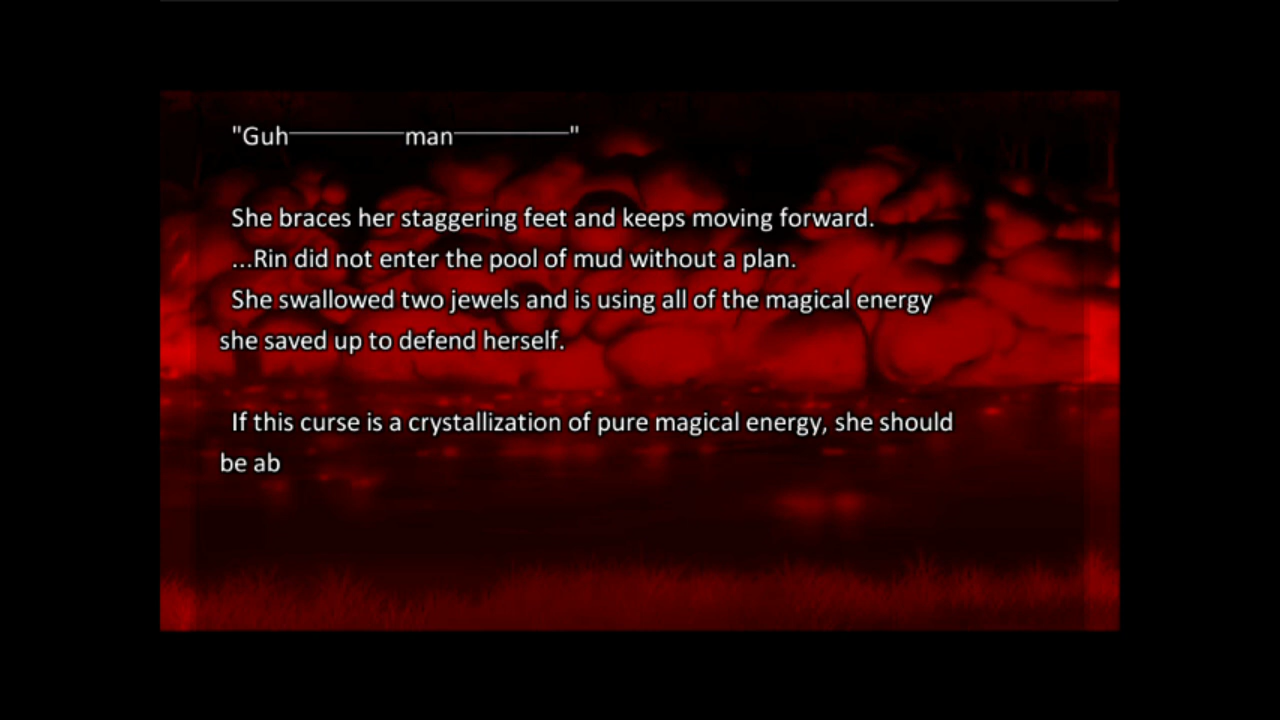 "Guh────────man────────"
She braces her staggering feet and keeps moving forward.
...Rin did not enter the pool of mud without a plan.
She swallowed two jewels and is using all of the magical energy
she saved up to defend herself.
If this curse is a crystallization of pure magical energy, she should
be ab